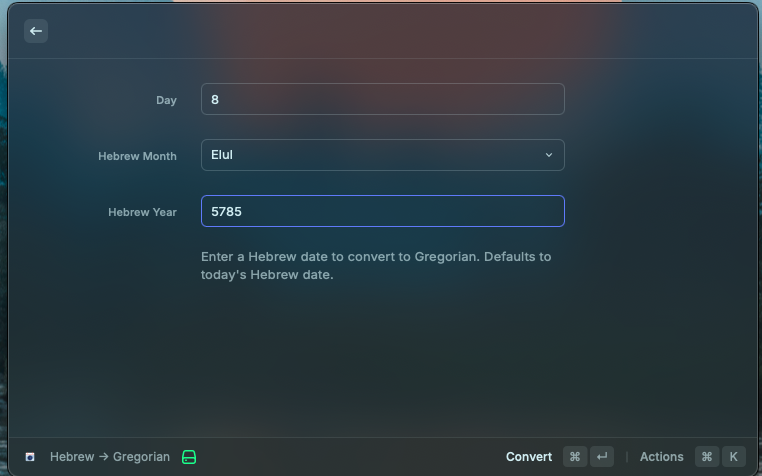 Day
8
Hebrew Month
Elul
Hebrew Year
5785
Enter a Hebrew date to convert to Gregorian. Defaults to
today's Hebrew date.
Hebrew → Gregorian
Convert ⌘ ↵ | Actions ⌘ K